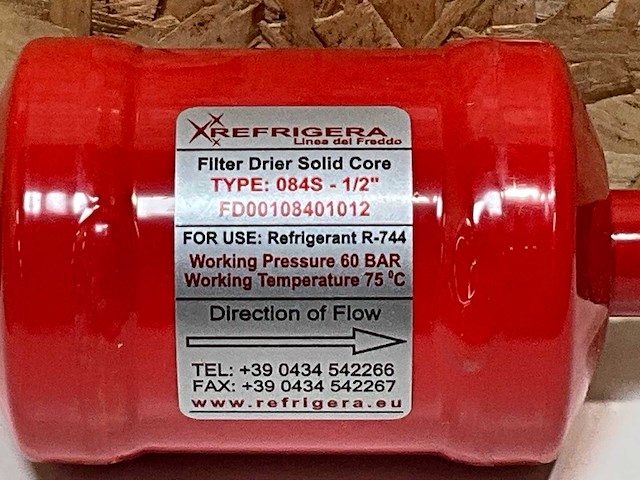 REFRIGERA
Linea del Freddo
Filter Drier Solid Core
TYPE: 084S - 1/2"
FD00108401012
FOR USE: Refrigerant R-744
Working Pressure 60 BAR
Working Temperature 75 ⁰C
Direction of Flow
TEL: +39 0434 542266
FAX: +39 0434 542267
www.refrigera.eu